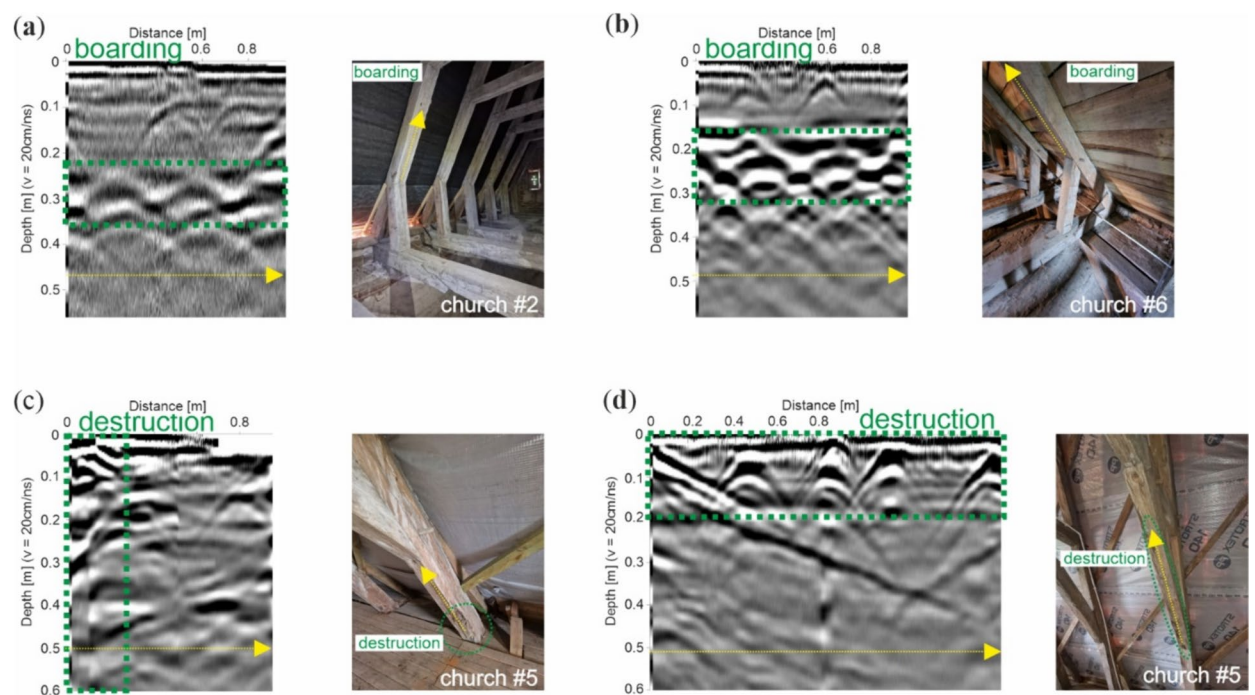 (a)
Distance [m]
0 boarding 0.6 0.8
0
0.1
0.2
0.3
0.4
0.5
Depth [m] (v = 20cm/ns)
boarding
church #2
(b)
Distance [m]
0 boarding 0.6 0.8
0
0.1
0.2
0.3
0.4
0.5
Depth [m] (v = 20cm/ns)
boarding
church #6
(c)
Distance [m]
0 destruction 0.8
0
0.1
0.2
0.3
0.4
0.5
0.6
Depth [m] (v = 20cm/ns)
destruction
church #5
(d)
Distance [m]
0 0.2 0.4 0.6 0.8 destruction
0
0.1
0.2
0.3
0.4
0.5
0.6
Depth [m] (v = 20cm/ns)
destruction
church #5